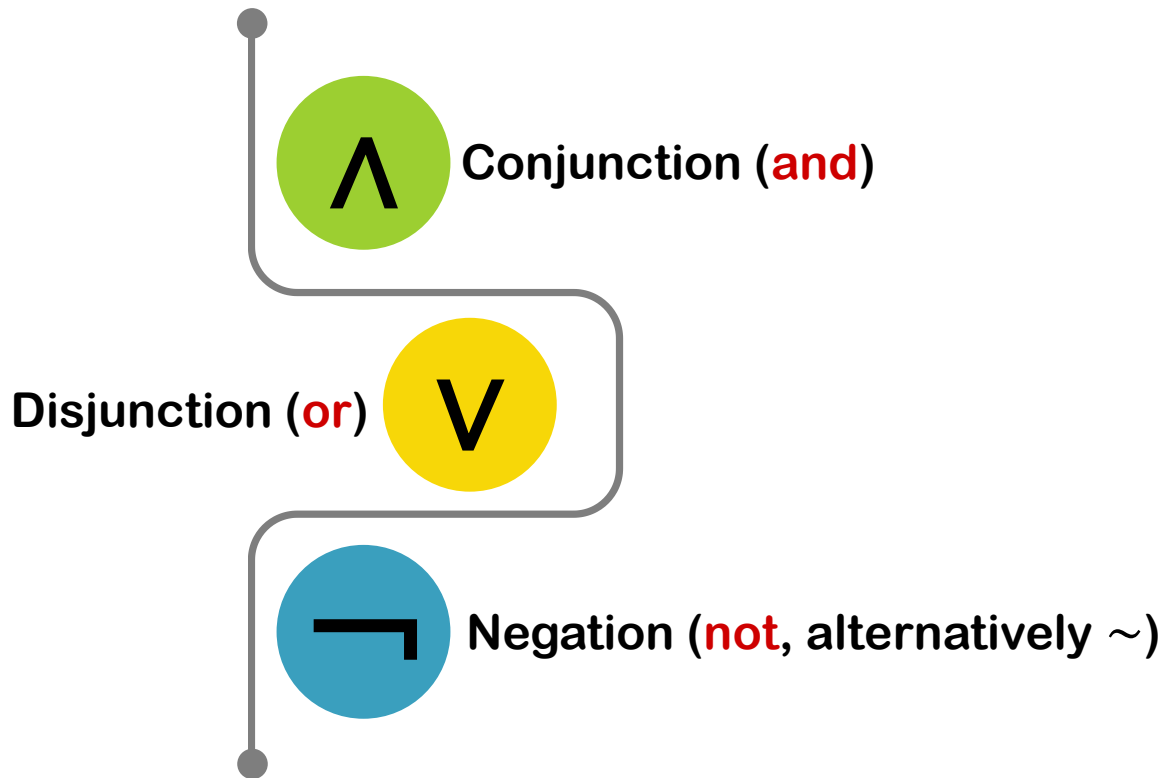 ∧ Conjunction (and)
Disjunction (or) ∨
¬ Negation (not, alternatively ~)